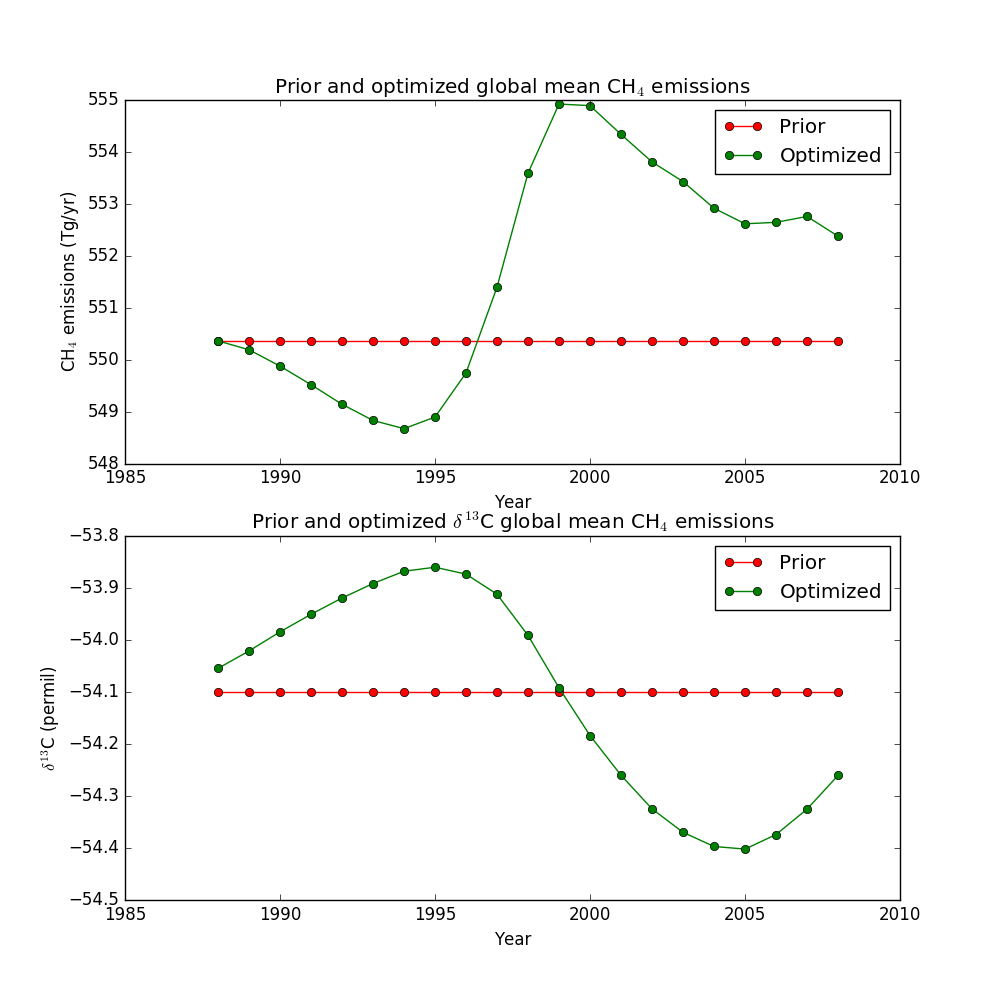 Prior and optimized global mean CH₄ emissions
555
554
553
552
551
550
549
548
CH₄ emissions (Tg/yr)
Prior
Optimized
1985 1990 1995 2000 2005 2010
Year
Prior and optimized δ¹³C global mean CH₄ emissions
−53.8
−53.9
−54.0
−54.1
−54.2
−54.3
−54.4
−54.5
δ¹³C (permil)
Prior
Optimized
1985 1990 1995 2000 2005 2010
Year